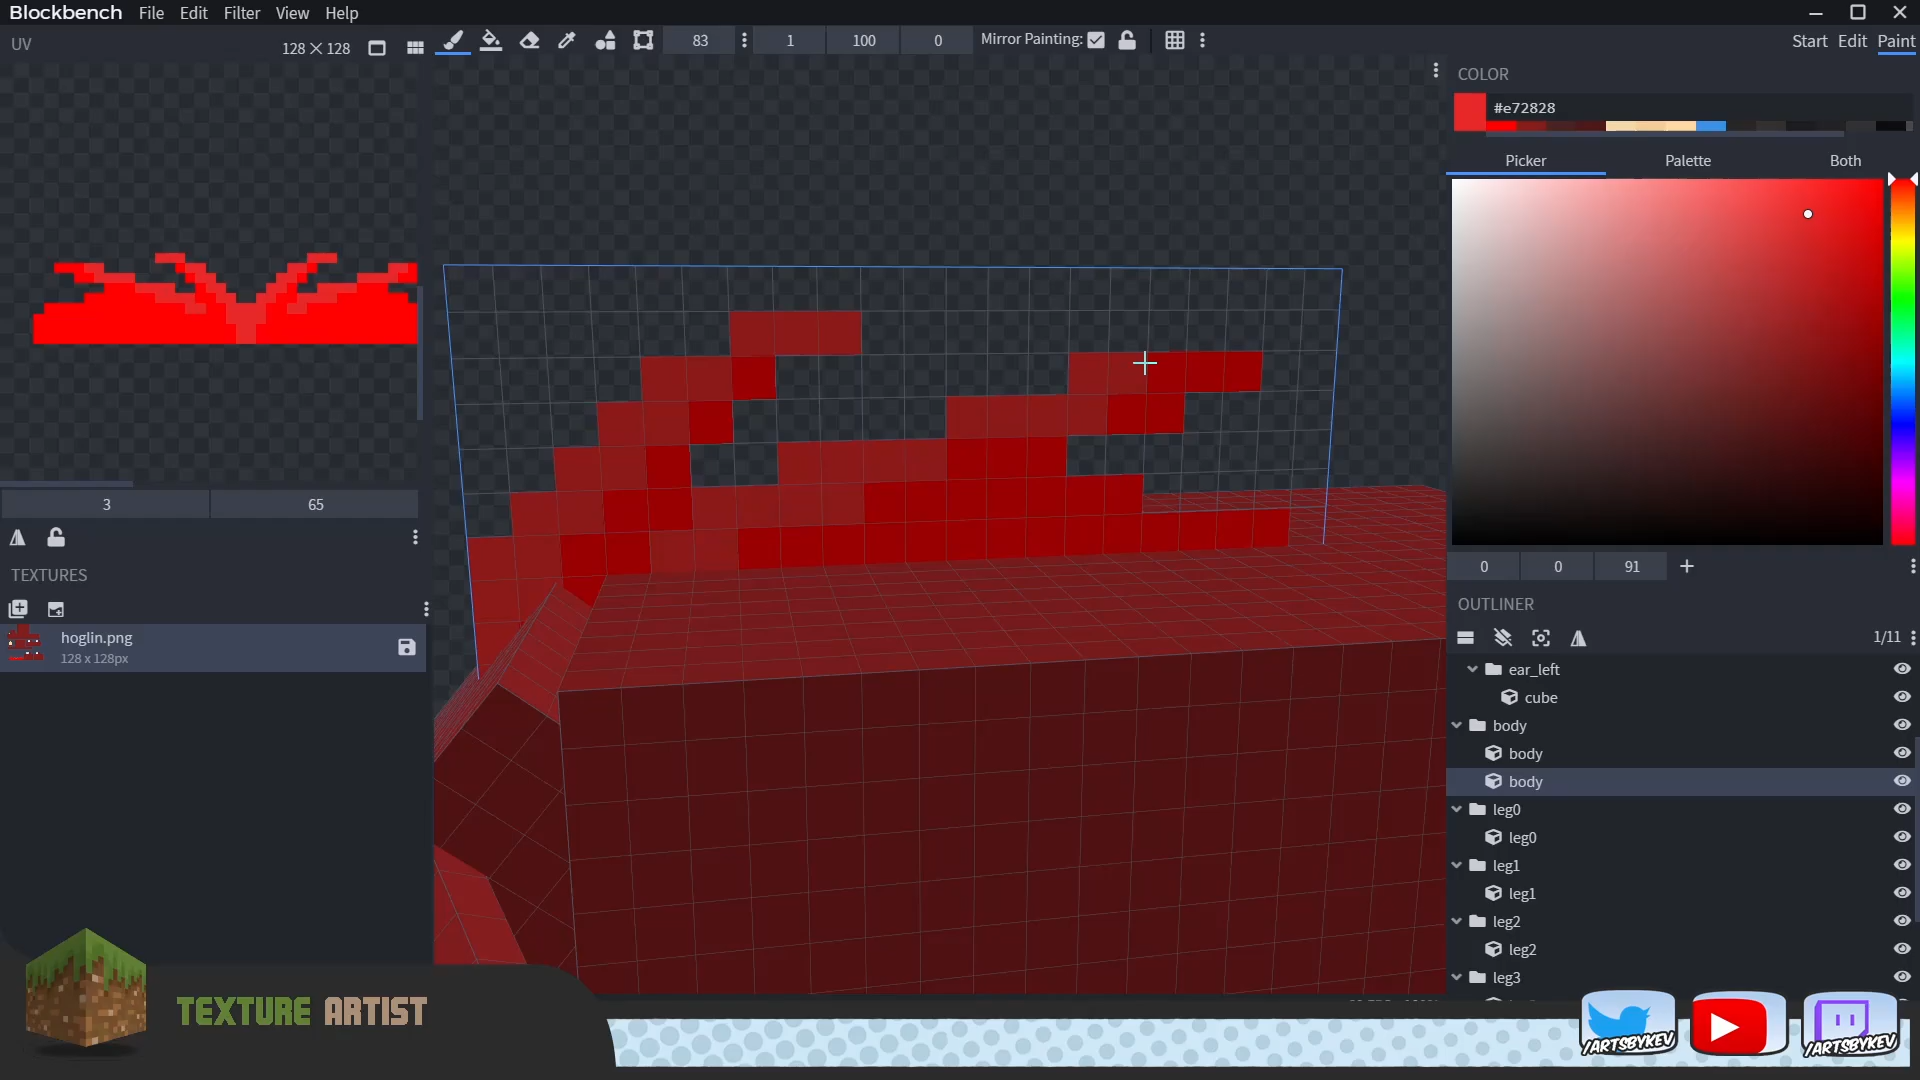 Blockbench File Edit Filter View Help
UV
128×128
83
1
100
0
Mirror Painting:
Start Edit Paint
COLOR
#e72828
Picker Palette Both
3
65
TEXTURES
hoglin.png
128 x 128px
0
0
91
OUTLINER
1/11
ear_left
cube
body
body
body
leg0
leg0
leg1
leg1
leg2
leg2
leg3
TEXTURE ARTIST
/ARTSBYKEV
/ARTSBYKEV